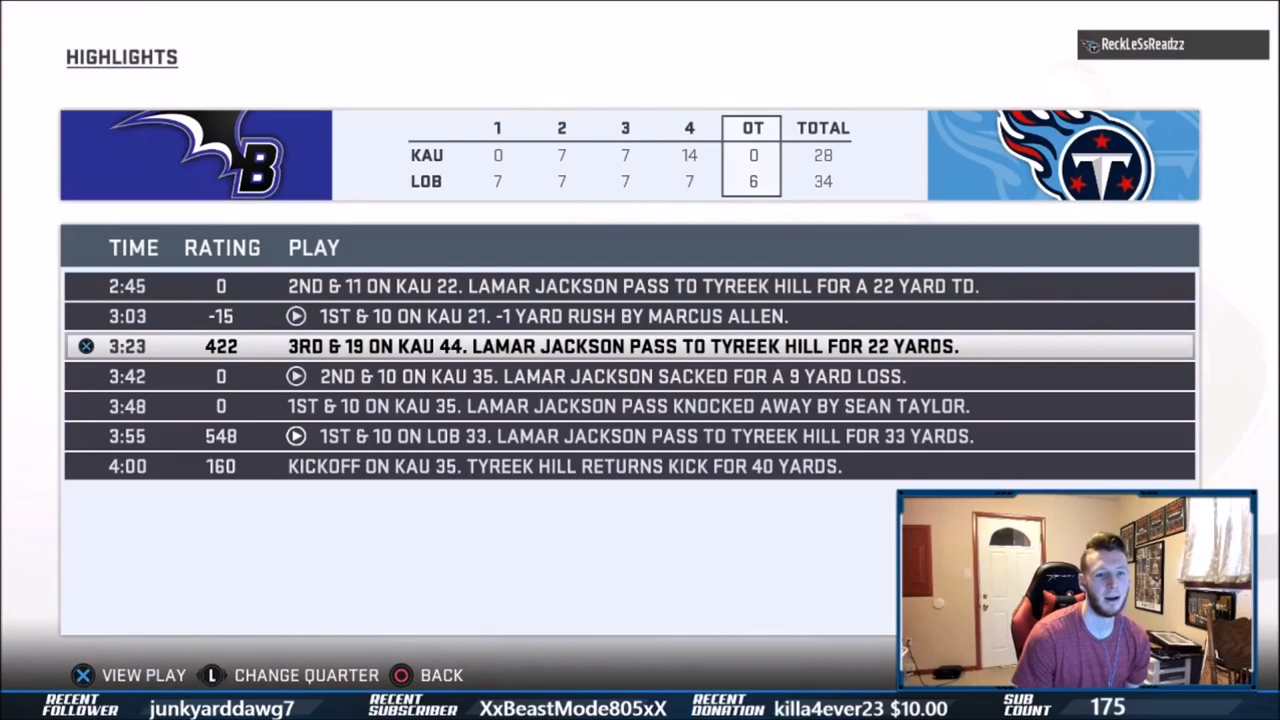 HIGHLIGHTS
ReckLeSsReadzz
1 2 3 4 OT TOTAL
KAU 0 7 7 14 0 28
LOB 7 7 7 7 6 34
B
T
TIME RATING PLAY
2:45 0 2ND & 11 ON KAU 22. LAMAR JACKSON PASS TO TYREEK HILL FOR A 22 YARD TD.
3:03 -15 1ST & 10 ON KAU 21. -1 YARD RUSH BY MARCUS ALLEN.
3:23 422 3RD & 19 ON KAU 44. LAMAR JACKSON PASS TO TYREEK HILL FOR 22 YARDS.
3:42 0 2ND & 10 ON KAU 35. LAMAR JACKSON SACKED FOR A 9 YARD LOSS.
3:48 0 1ST & 10 ON KAU 35. LAMAR JACKSON PASS KNOCKED AWAY BY SEAN TAYLOR.
3:55 548 1ST & 10 ON LOB 33. LAMAR JACKSON PASS TO TYREEK HILL FOR 33 YARDS.
4:00 160 KICKOFF ON KAU 35. TYREEK HILL RETURNS KICK FOR 40 YARDS.
VIEW PLAY L CHANGE QUARTER BACK
RECENT FOLLOWER junkyarddawg7 RECENT SUBSCRIBER XxBeastMode805xX RECENT DONATION killa4ever23 $10.00 SUB COUNT 175